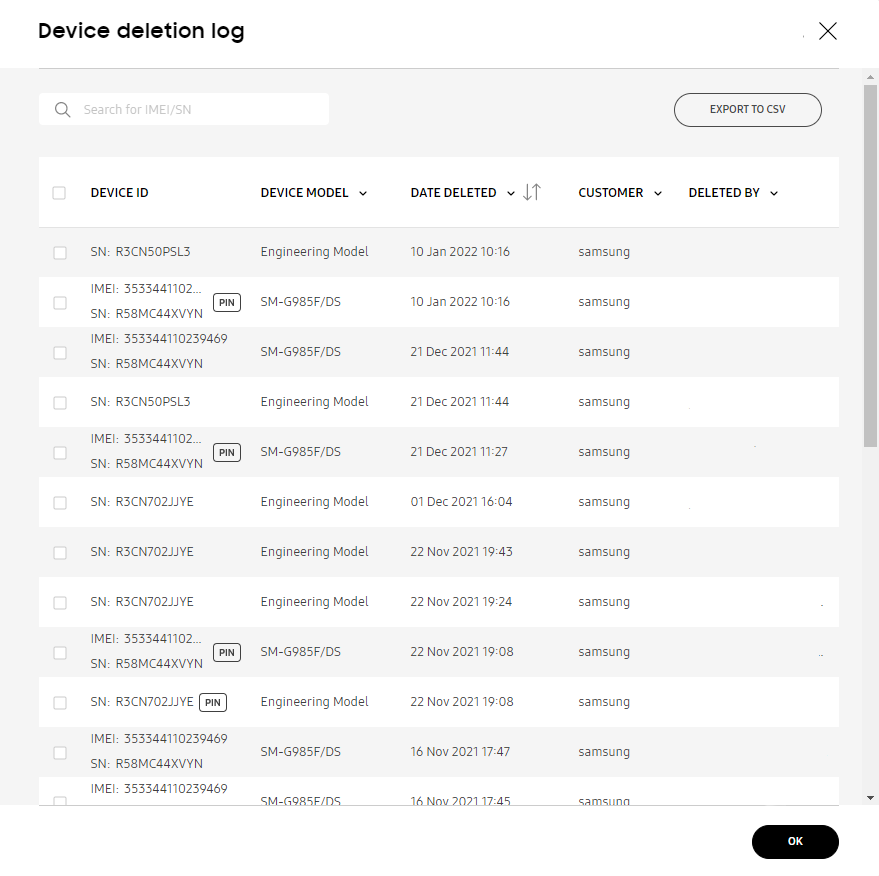 Device deletion log
Search for IMEI/SN
EXPORT TO CSV
DEVICE ID DEVICE MODEL DATE DELETED CUSTOMER DELETED BY
SN: R3CN50PSL3 Engineering Model 10 Jan 2022 10:16 samsung
IMEI: 3533441102...
SN: R58MC44XVYN PIN SM-G985F/DS 10 Jan 2022 10:16 samsung
IMEI: 353344110239469
SN: R58MC44XVYN SM-G985F/DS 21 Dec 2021 11:44 samsung
SN: R3CN50PSL3 Engineering Model 21 Dec 2021 11:44 samsung
IMEI: 3533441102...
SN: R58MC44XVYN PIN SM-G985F/DS 21 Dec 2021 11:27 samsung
SN: R3CN702JJYE Engineering Model 01 Dec 2021 16:04 samsung
SN: R3CN702JJYE Engineering Model 22 Nov 2021 19:43 samsung
SN: R3CN702JJYE Engineering Model 22 Nov 2021 19:24 samsung
IMEI: 3533441102...
SN: R58MC44XVYN PIN SM-G985F/DS 22 Nov 2021 19:08 samsung
SN: R3CN702JJYE PIN Engineering Model 22 Nov 2021 19:08 samsung
IMEI: 353344110239469
SN: R58MC44XVYN SM-G985F/DS 16 Nov 2021 17:47 samsung
IMEI: 353344110239469
SM-G985F/DS 16 Nov 2021 17:45 samsung
OK